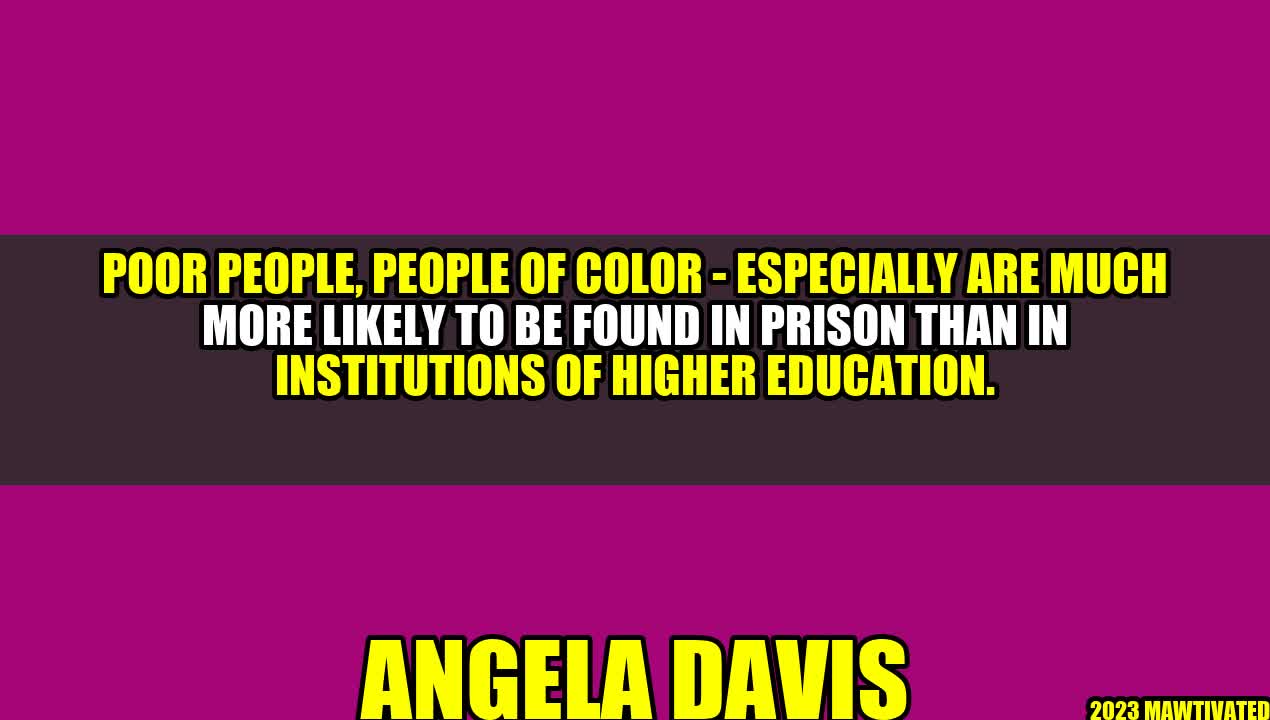 POOR PEOPLE, PEOPLE OF COLOR - ESPECIALLY ARE MUCH
MORE LIKELY TO BE FOUND IN PRISON THAN IN
INSTITUTIONS OF HIGHER EDUCATION.
ANGELA DAVIS
2023 MAWTIVATED